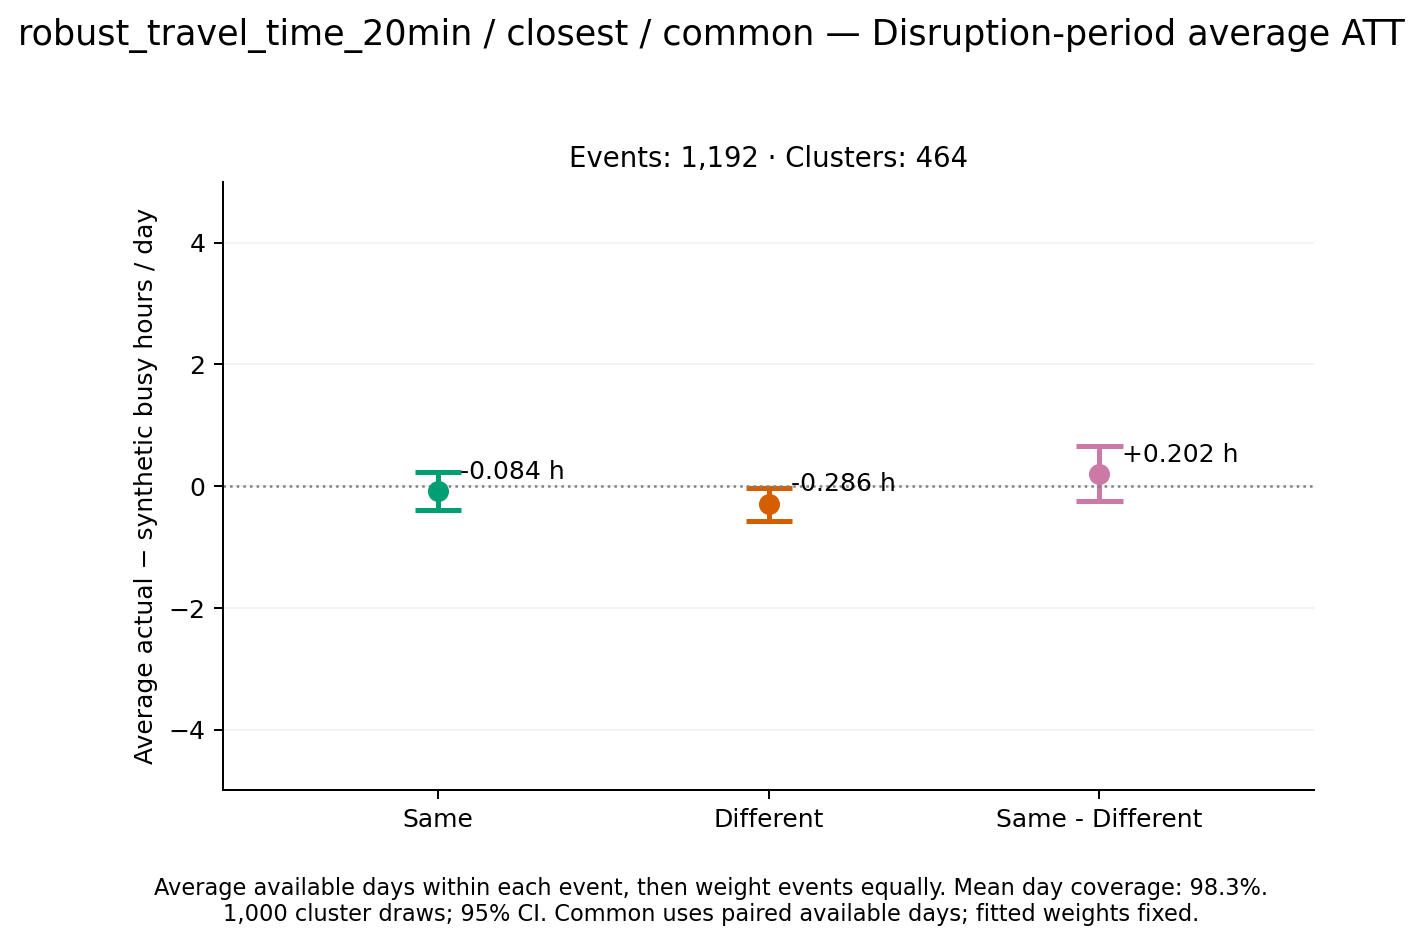 robust_travel_time_20min / closest / common — Disruption-period average ATT
Events: 1,192 · Clusters: 464
Average actual − synthetic busy hours / day
4
2
0
−2
−4
-0.084 h
-0.286 h
+0.202 h
Same
Different
Same - Different
Average available days within each event, then weight events equally. Mean day coverage: 98.3%.
1,000 cluster draws; 95% CI. Common uses paired available days; fitted weights fixed.